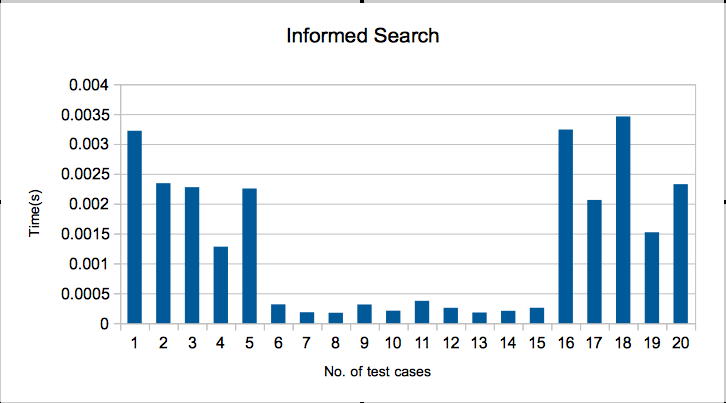 Informed Search
0.004
0.0035
0.003
0.0025
0.002
0.0015
0.001
0.0005
0
Time(s)
1 2 3 4 5 6 7 8 9 10 11 12 13 14 15 16 17 18 19 20
No. of test cases